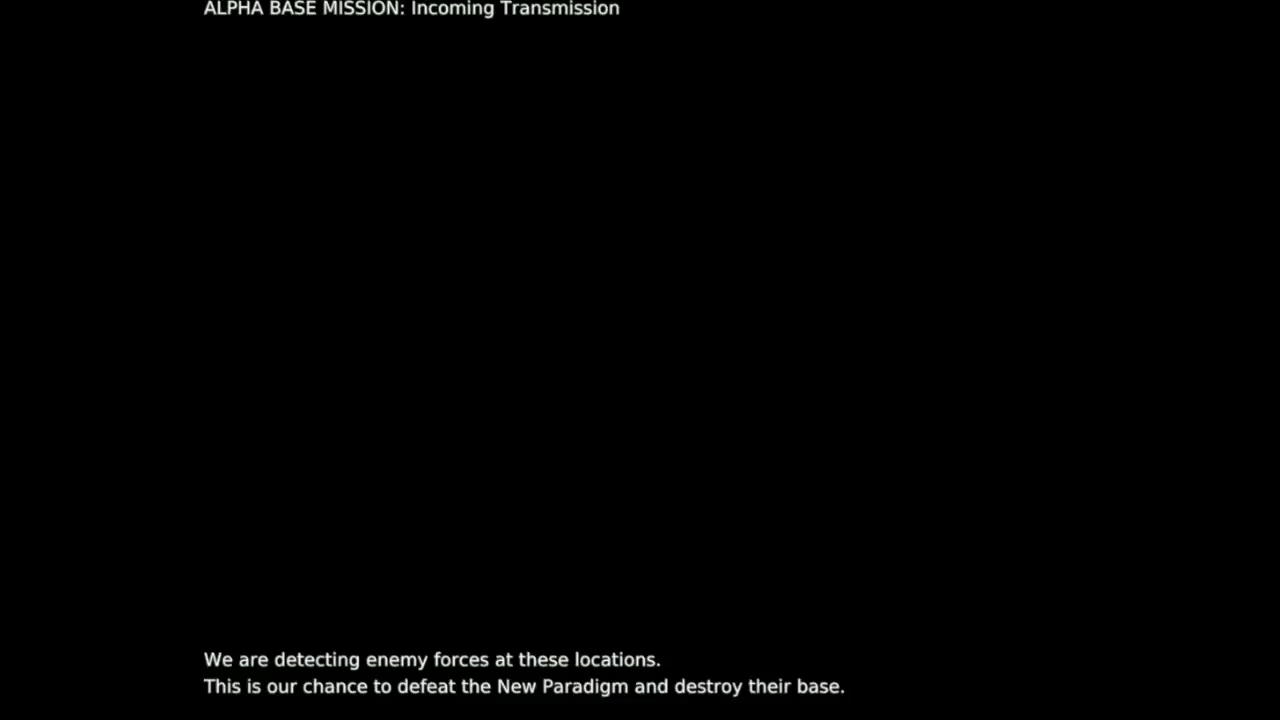 ALPHA BASE MISSION: Incoming Transmission
We are detecting enemy forces at these locations.
This is our chance to defeat the New Paradigm and destroy their base.